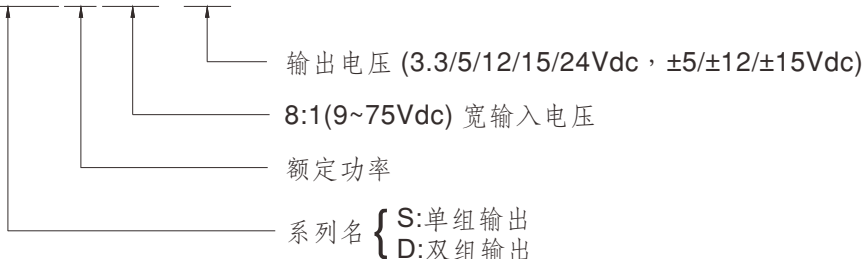 输出电压 (3.3/5/12/15/24Vdc，±5/±12/±15Vdc)
8:1(9~75Vdc) 宽输入电压
额定功率
系列名 { S:单组输出
D:双组输出